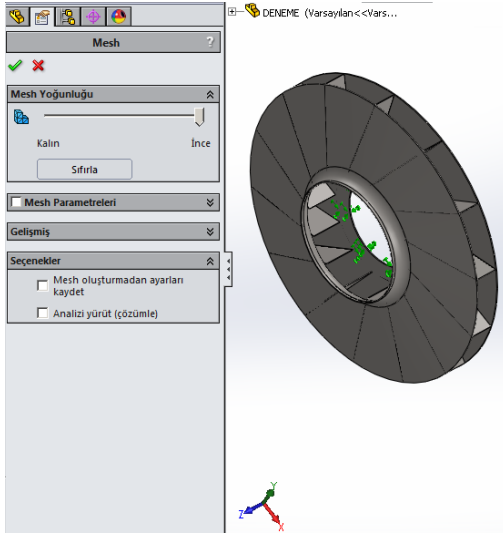 DENEME (Varsayılan<<Vars...
Mesh
?
Mesh Yoğunluğu
Kalın
İnce
Sıfırla
Mesh Parametreleri
Gelişmiş
Seçenekler
Mesh oluşturmadan ayarları
kaydet
Analizi yürüt (çözümle)
Y
Z
X